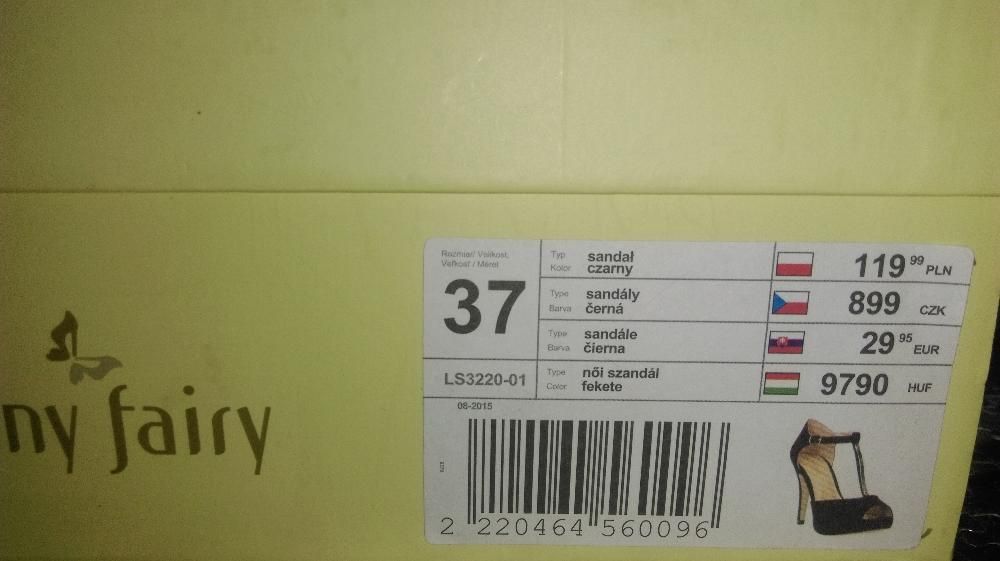 ny fairy
Rozmiar/ Velikost,
Veľkosť / Méret
37
LS3220-01
Typ sandał
Kolor czarny
119 99 PLN
Type sandály
Barva černá
899 CZK
Type sandále
Barva čierna
29 95 EUR
Type női szandál
Color fekete
9790 HUF
08-2015
2 220464 560096